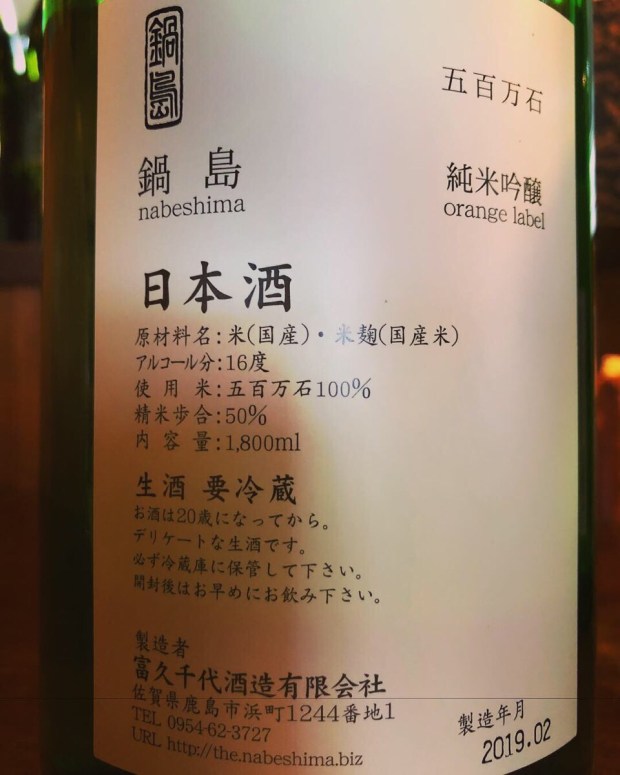 鍋島
五百万石
鍋島
nabeshima
純米吟醸
orange label
日本酒
原材料名:米(国産)・米麹(国産米)
アルコール分:16度
使用米:五百万石100%
精米歩合:50%
内容量:1,800ml
生酒 要冷蔵
お酒は20歳になってから。
デリケートな生酒です。
必ず冷蔵庫に保管して下さい。
開封後はお早めにお飲み下さい。
製造者
富久千代酒造有限会社
佐賀県鹿島市浜町1244番地1
TEL 0954-62-3727
URL http://the.nabeshima.biz
製造年月
2019.02